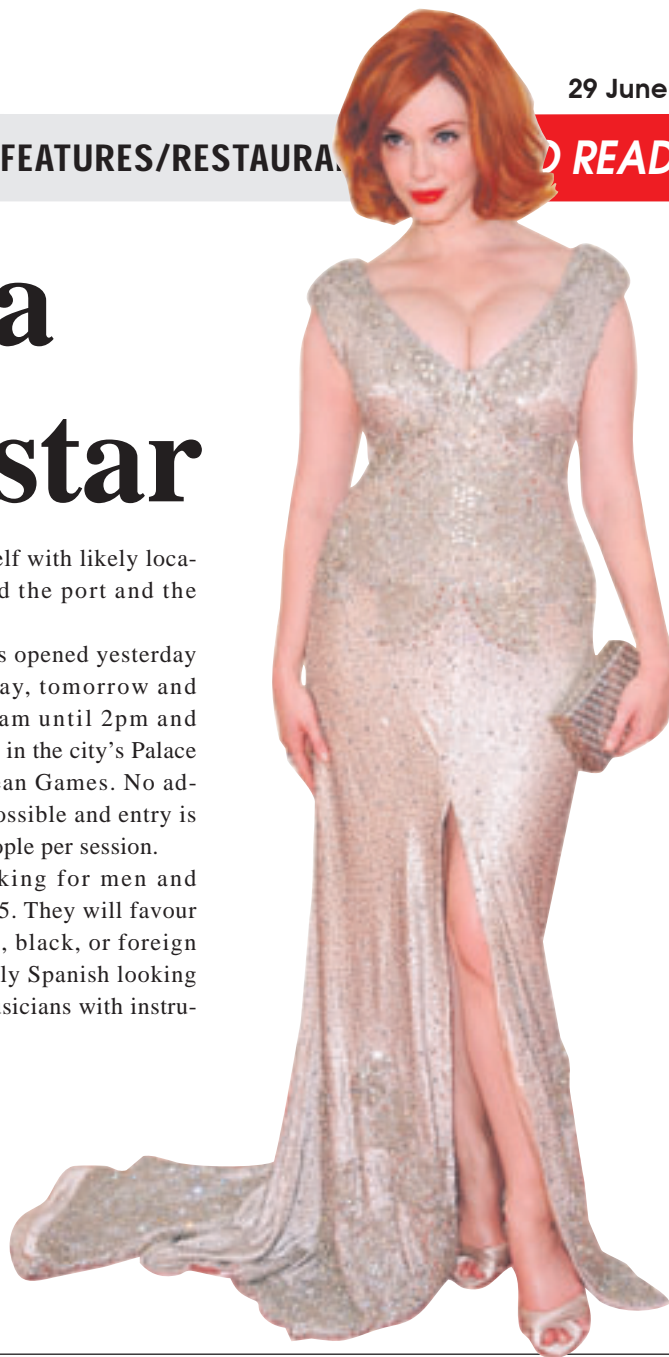 29 June
FEATURES/RESTAURA
READ
a
star
elf with likely loca-
d the port and the
s opened yesterday
ay, tomorrow and
am until 2pm and
in the city's Palace
ean Games. No ad-
ossible and entry is
ople per session.
king for men and
5. They will favour
, black, or foreign
ly Spanish looking
usicians with instru-